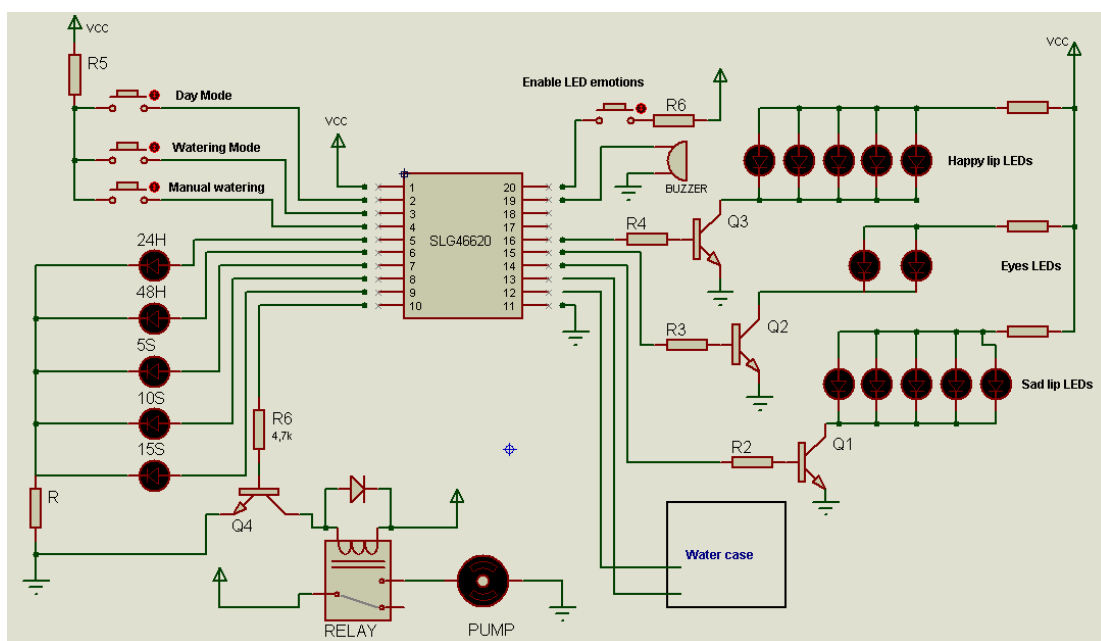 VCC
R5
Day Mode
Watering Mode
Manual watering
VCC
Enable LED emotions
R6
BUZZER
VCC
Happy lip LEDs
Eyes LEDs
Sad lip LEDs
SLG46620
1 20
2 19
3 18
4 17
5 16
6 15
7 14
8 13
9 12
10 11
R4
Q3
R3
Q2
R2
Q1
24H
48H
5S
10S
15S
R
R6
4,7k
Q4
RELAY
PUMP
Water case